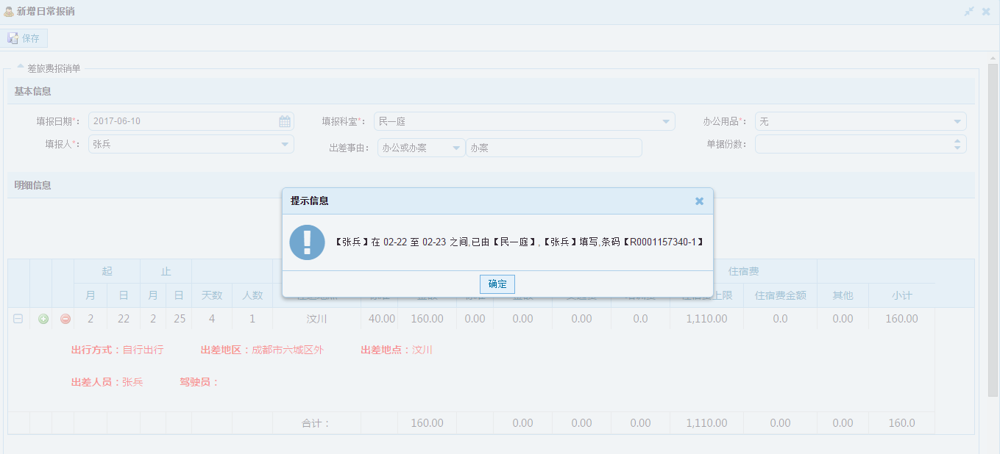 新增日常报销
保存
差旅费报销单
基本信息
填报日期*： 2017-06-10 填报科室*： 民一庭 办公用品*： 无
填报人*： 张兵 出差事由： 办公或办案 办案 单据份数：
明细信息
提示信息
【张兵】在 02-22 至 02-23 之间,已由【民一庭】,【张兵】填写,条码【R0001157340-1】
确定
起 止 住宿费
月 日 月 日 天数 人数 住宿费上限 住宿费金额 其他 小计
2 22 2 25 4 1 汶川 40.00 160.00 0.00 0.00 0.00 0.0 1,110.00 0.0 0.00 160.00
出行方式：自行出行 出差地区：成都市六城区外 出差地点：汶川
出差人员：张兵 驾驶员：
合计： 160.00 0.00 0.00 0.00 1,110.00 0.00 0.00 160.0